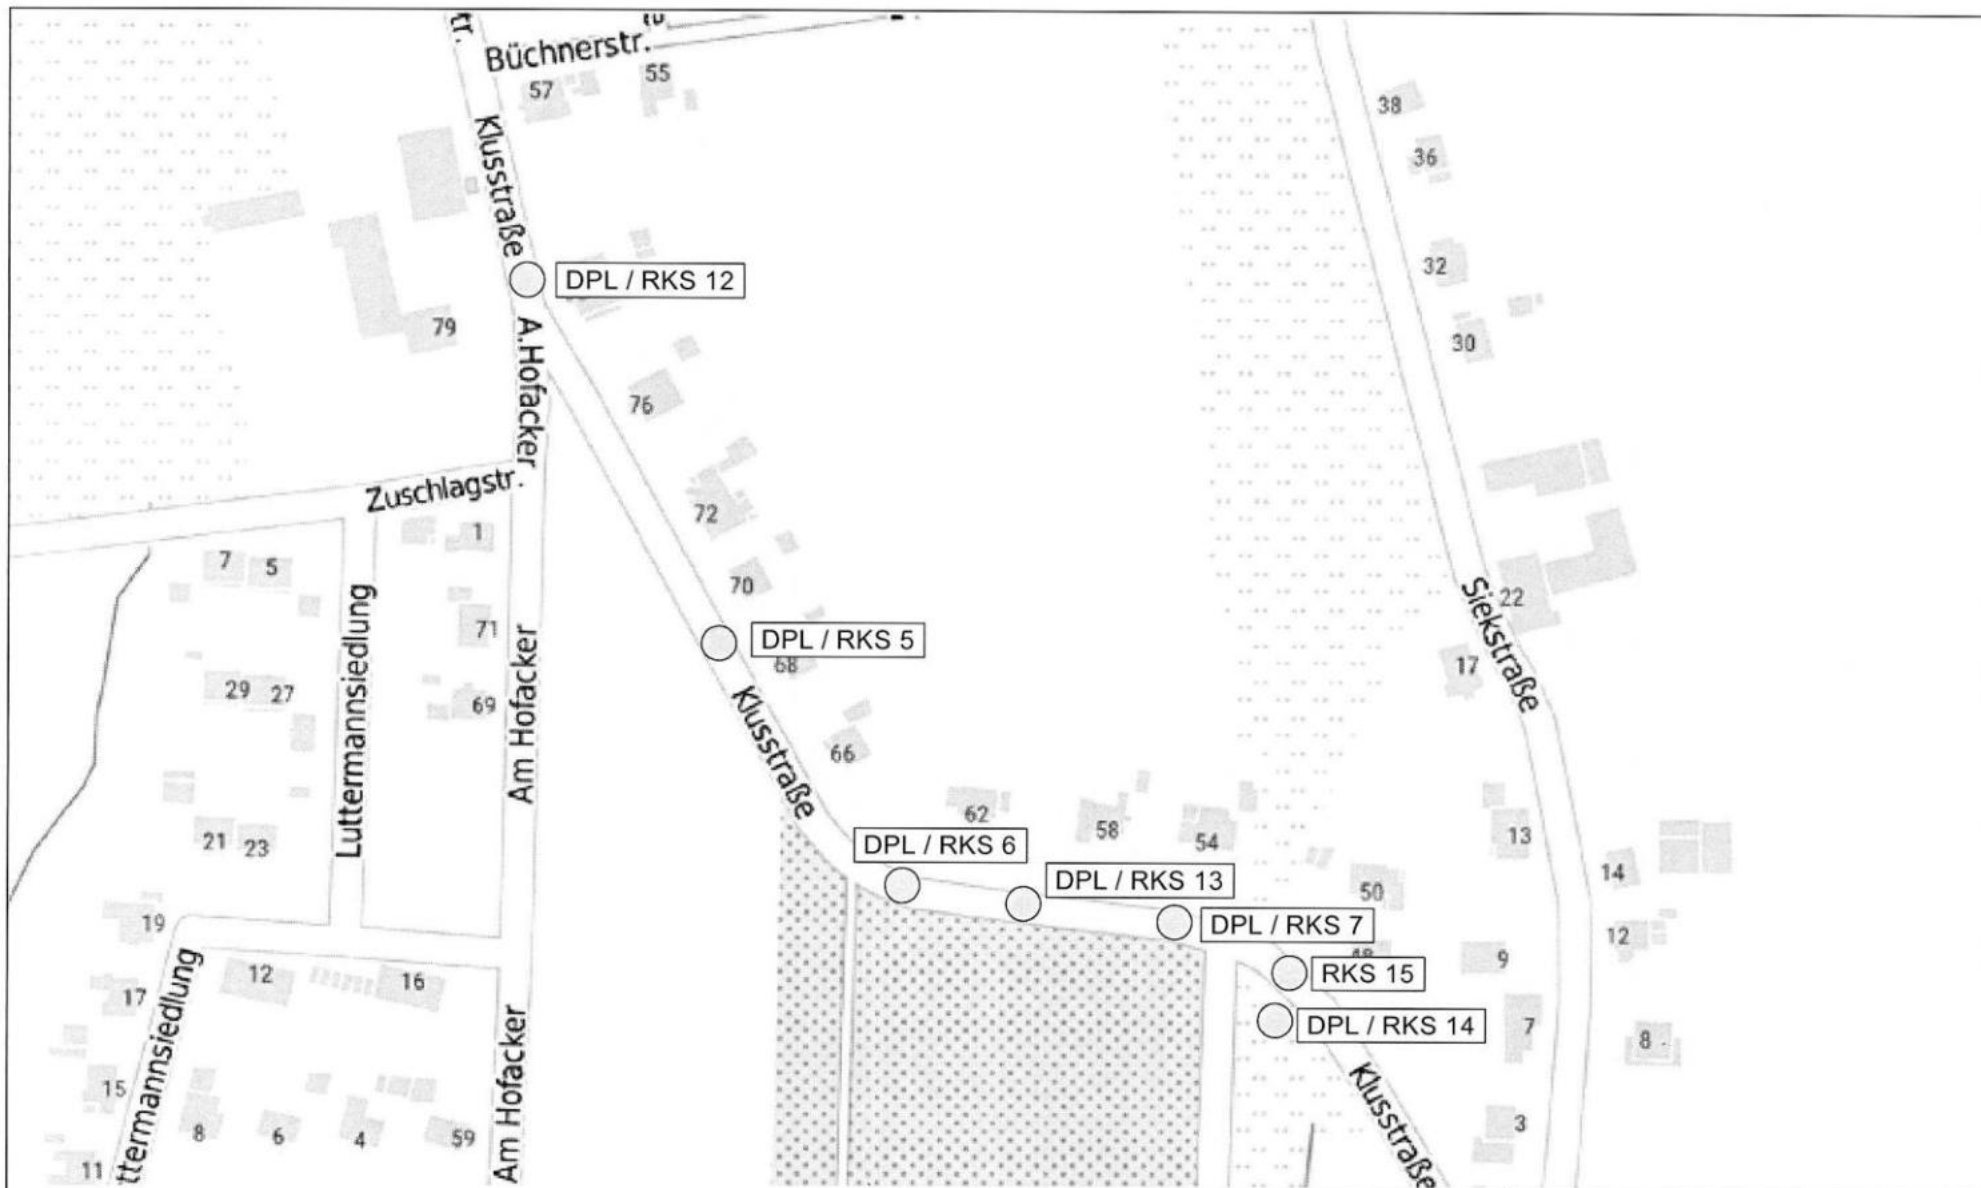 tr.
Büchnerstr.
57
55
Klusstraße
38
36
32
30
DPL / RKS 12
79
A.Hofacker
76
Zuschlagstr.
72
1
7
5
70
71
22
Siekstraße
DPL / RKS 5
68
17
29
27
69
Luttermannsiedlung
Am Hofacker
Klusstraße
66
62
58
54
13
21
23
DPL / RKS 6
14
50
DPL / RKS 13
19
DPL / RKS 7
12
9
48
RKS 15
12
16
17
DPL / RKS 14
7
8
ttermannsiedlung
Am Hofacker
Klusstraße
15
8
6
4
59
3
11